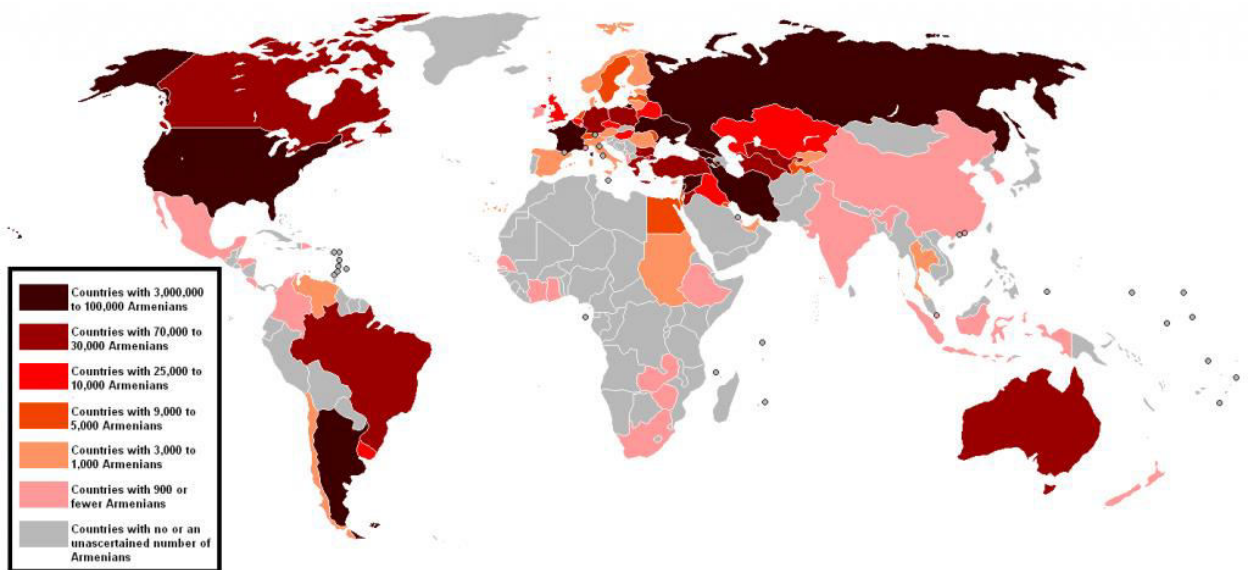 Countries with 3,000,000
to 100,000 Armenians
Countries with 70,000 to
30,000 Armenians
Countries with 25,000 to
10,000 Armenians
Countries with 9,000 to
5,000 Armenians
Countries with 3,000 to
1,000 Armenians
Countries with 900 or
fewer Armenians
Countries with no or an
unascertained number of
Armenians